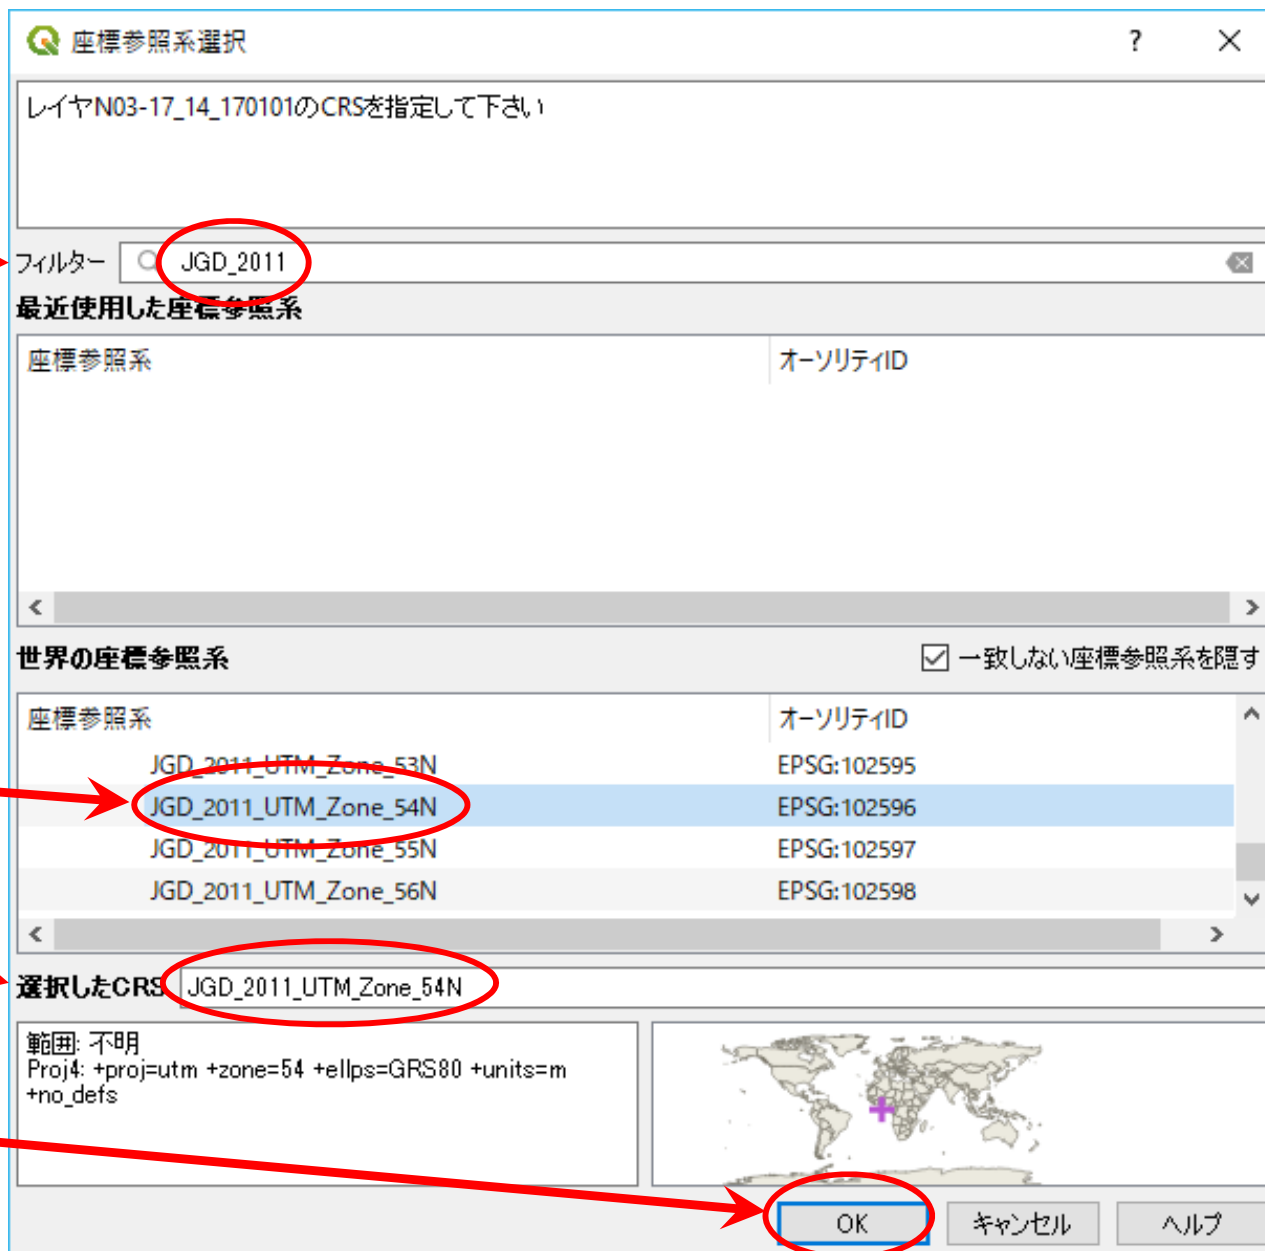 座標参照系選択
レイヤN03-17_14_170101のCRSを指定して下さい
フィルター JGD_2011
最近使用した座標参照系
座標参照系 オーソリティID
世界の座標参照系 一致しない座標参照系を隠す
座標参照系 オーソリティID
JGD_2011_UTM_Zone_53N EPSG:102595
JGD_2011_UTM_Zone_54N EPSG:102596
JGD_2011_UTM_Zone_55N EPSG:102597
JGD_2011_UTM_Zone_56N EPSG:102598
選択したCRS JGD_2011_UTM_Zone_54N
範囲: 不明
Proj4: +proj=utm +zone=54 +ellps=GRS80 +units=m
+no_defs
OK キャンセル ヘルプ